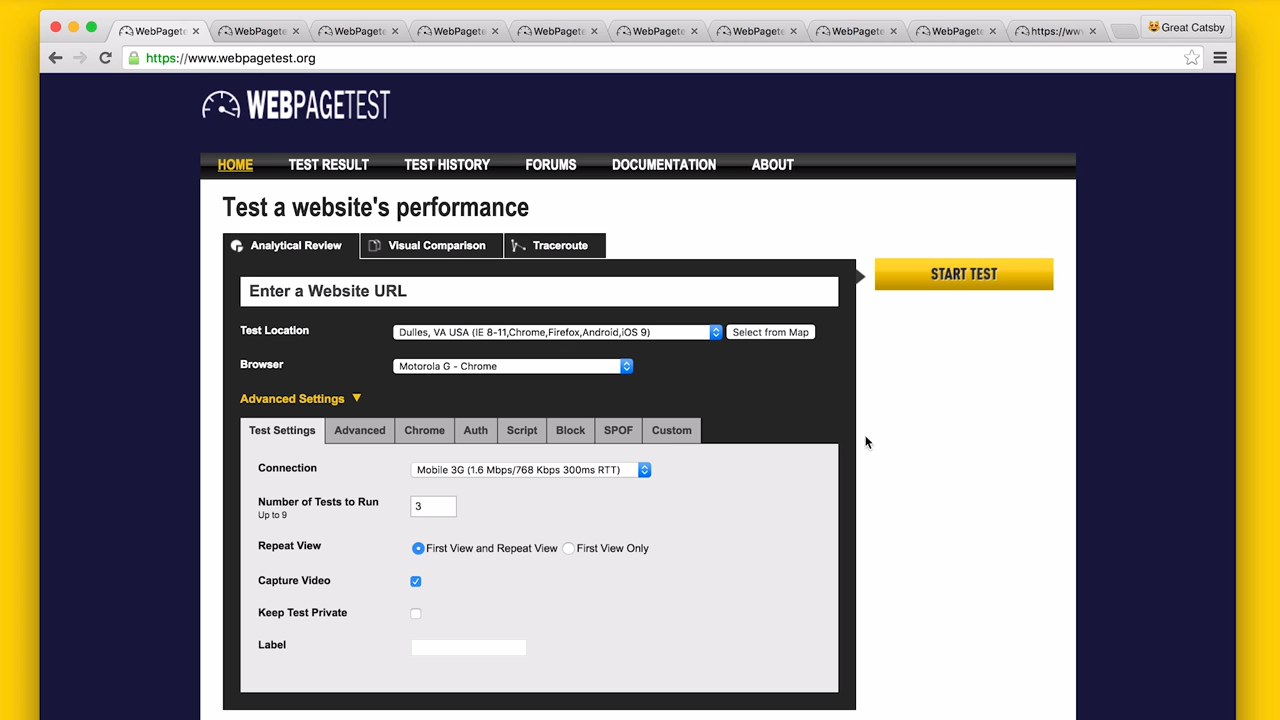 WebPagete WebPagete WebPagete WebPagete WebPagete WebPagete WebPagete WebPagete WebPagete https://ww Great Catsby
https://www.webpagetest.org
WEBPAGETEST
HOME TEST RESULT TEST HISTORY FORUMS DOCUMENTATION ABOUT
Test a website's performance
Analytical Review Visual Comparison Traceroute
START TEST
Enter a Website URL
Test Location Dulles, VA USA (IE 8-11,Chrome,Firefox,Android,iOS 9) Select from Map
Browser Motorola G - Chrome
Advanced Settings ▼
Test Settings Advanced Chrome Auth Script Block SPOF Custom
Connection Mobile 3G (1.6 Mbps/768 Kbps 300ms RTT)
Number of Tests to Run 3
Up to 9
Repeat View First View and Repeat View First View Only
Capture Video
Keep Test Private
Label